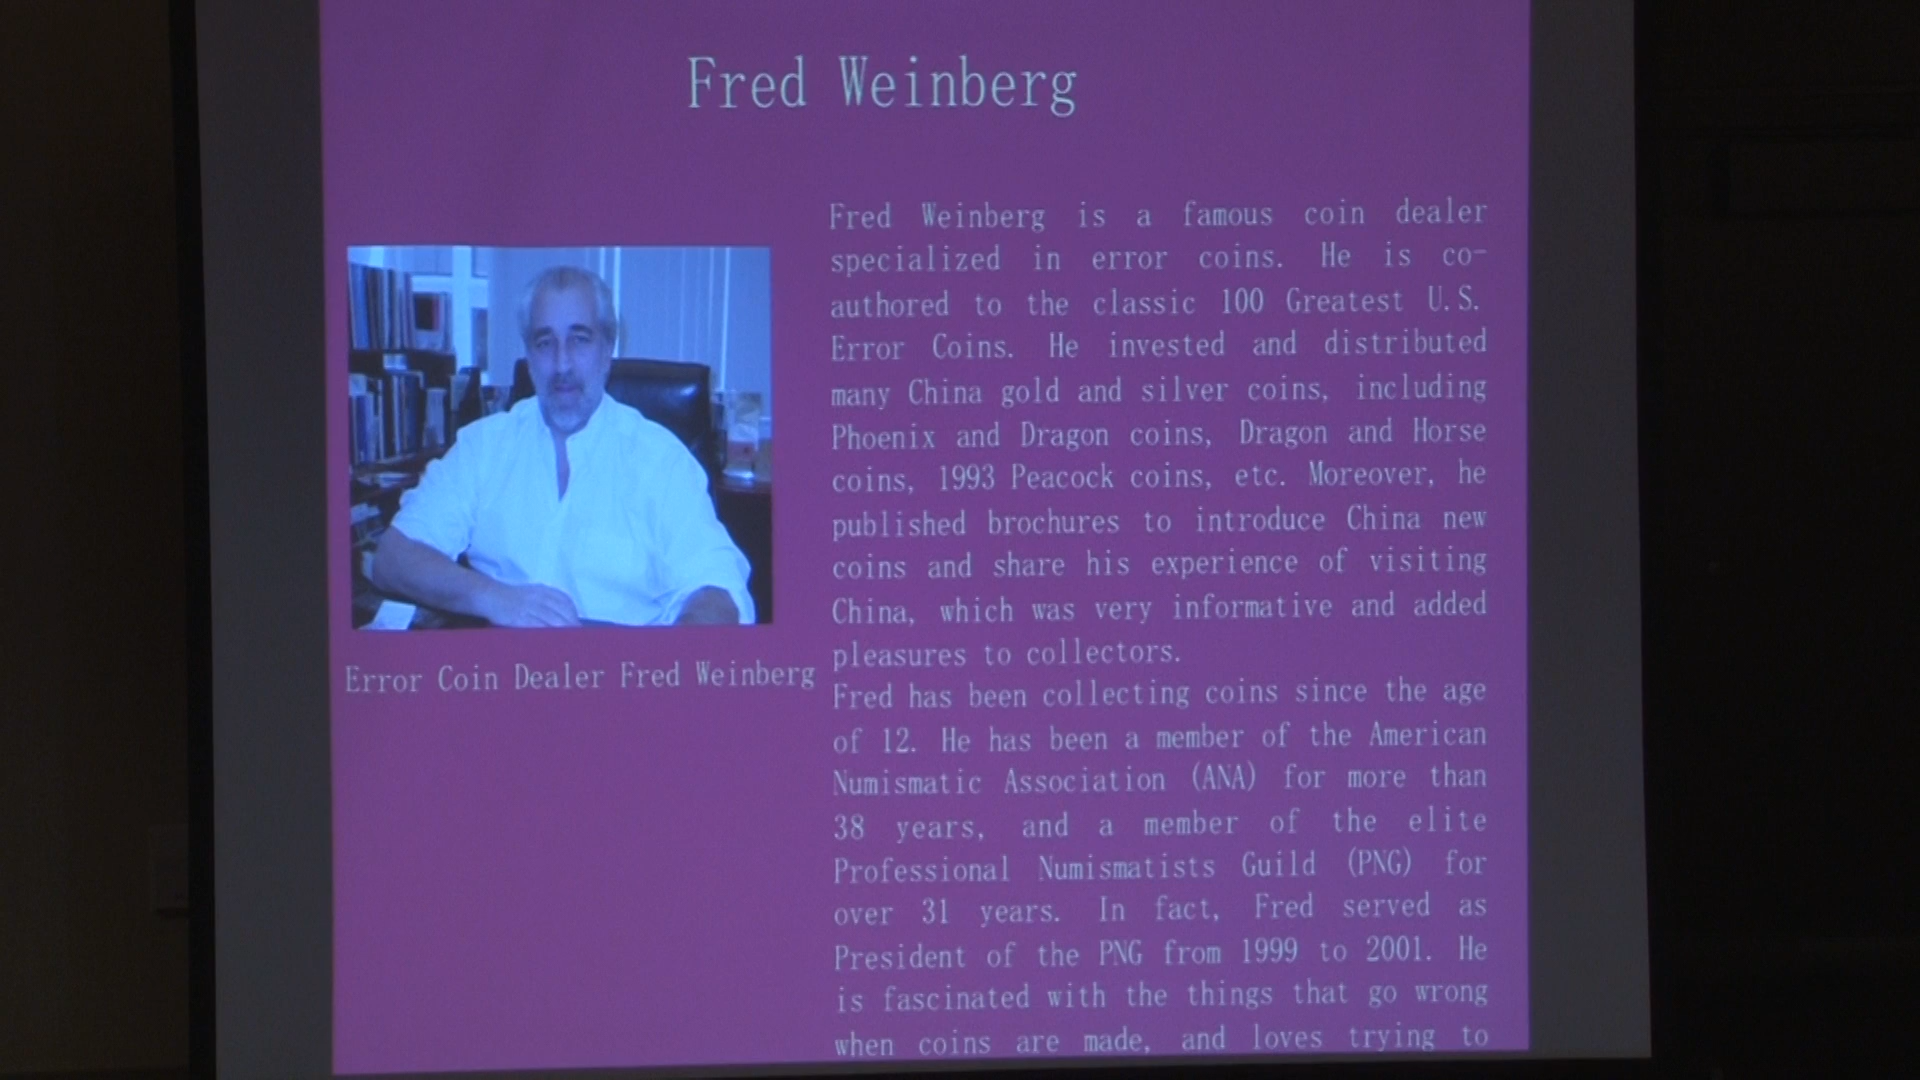 Fred Weinberg
Error Coin Dealer Fred Weinberg
Fred Weinberg is a famous coin dealer
specialized in error coins. He is co-
authored to the classic 100 Greatest U.S.
Error Coins. He invested and distributed
many China gold and silver coins, including
Phoenix and Dragon coins, Dragon and Horse
coins, 1993 Peacock coins, etc. Moreover, he
published brochures to introduce China new
coins and share his experience of visiting
China, which was very informative and added
pleasures to collectors.
Fred has been collecting coins since the age
of 12. He has been a member of the American
Numismatic Association (ANA) for more than
38 years, and a member of the elite
Professional Numismatists Guild (PNG) for
over 31 years. In fact, Fred served as
President of the PNG from 1999 to 2001. He
is fascinated with the things that go wrong
when coins are made, and loves trying to